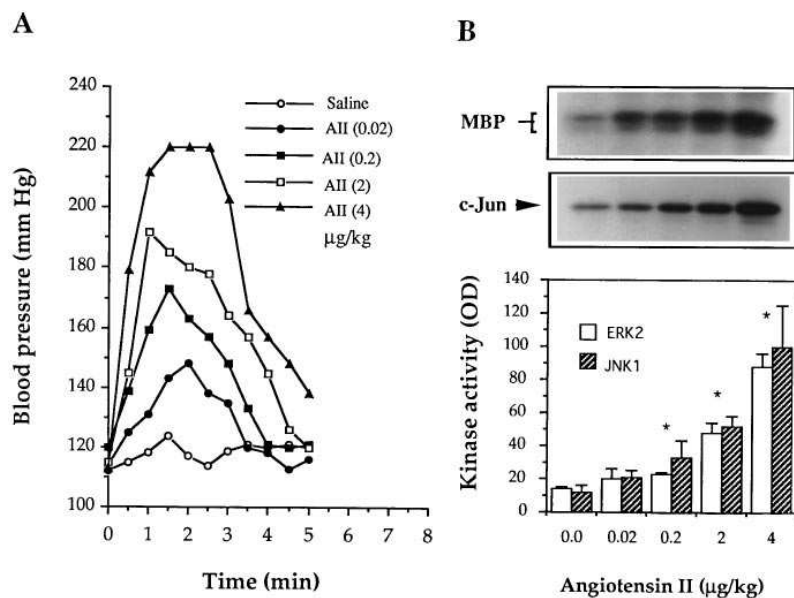 A
Blood pressure (mm Hg)
240
220
200
180
160
140
120
100
0 1 2 3 4 5 6 7 8
Time (min)
Saline
AII (0.02)
AII (0.2)
AII (2)
AII (4)
µg/kg
B
MBP
c-Jun
Kinase activity (OD)
140
120
100
80
60
40
20
0
ERK2
JNK1
* * *
0.0 0.02 0.2 2 4
Angiotensin II (µg/kg)